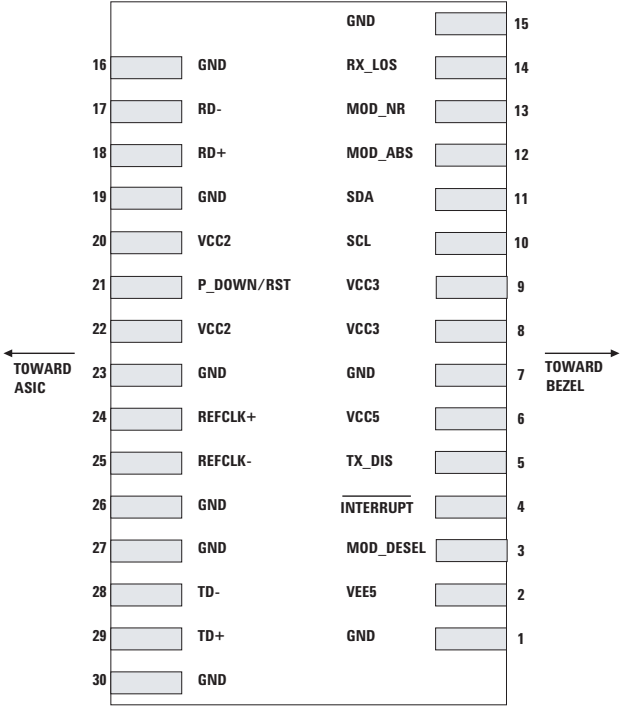 GND 15
16 GND RX_LOS 14
17 RD- MOD_NR 13
18 RD+ MOD_ABS 12
19 GND SDA 11
20 VCC2 SCL 10
21 P_DOWN/RST VCC3 9
22 VCC2 VCC3 8
TOWARD ASIC
23 GND GND 7
TOWARD BEZEL
24 REFCLK+ VCC5 6
25 REFCLK- TX_DIS 5
26 GND INTERRUPT 4
27 GND MOD_DESEL 3
28 TD- VEE5 2
29 TD+ GND 1
30 GND